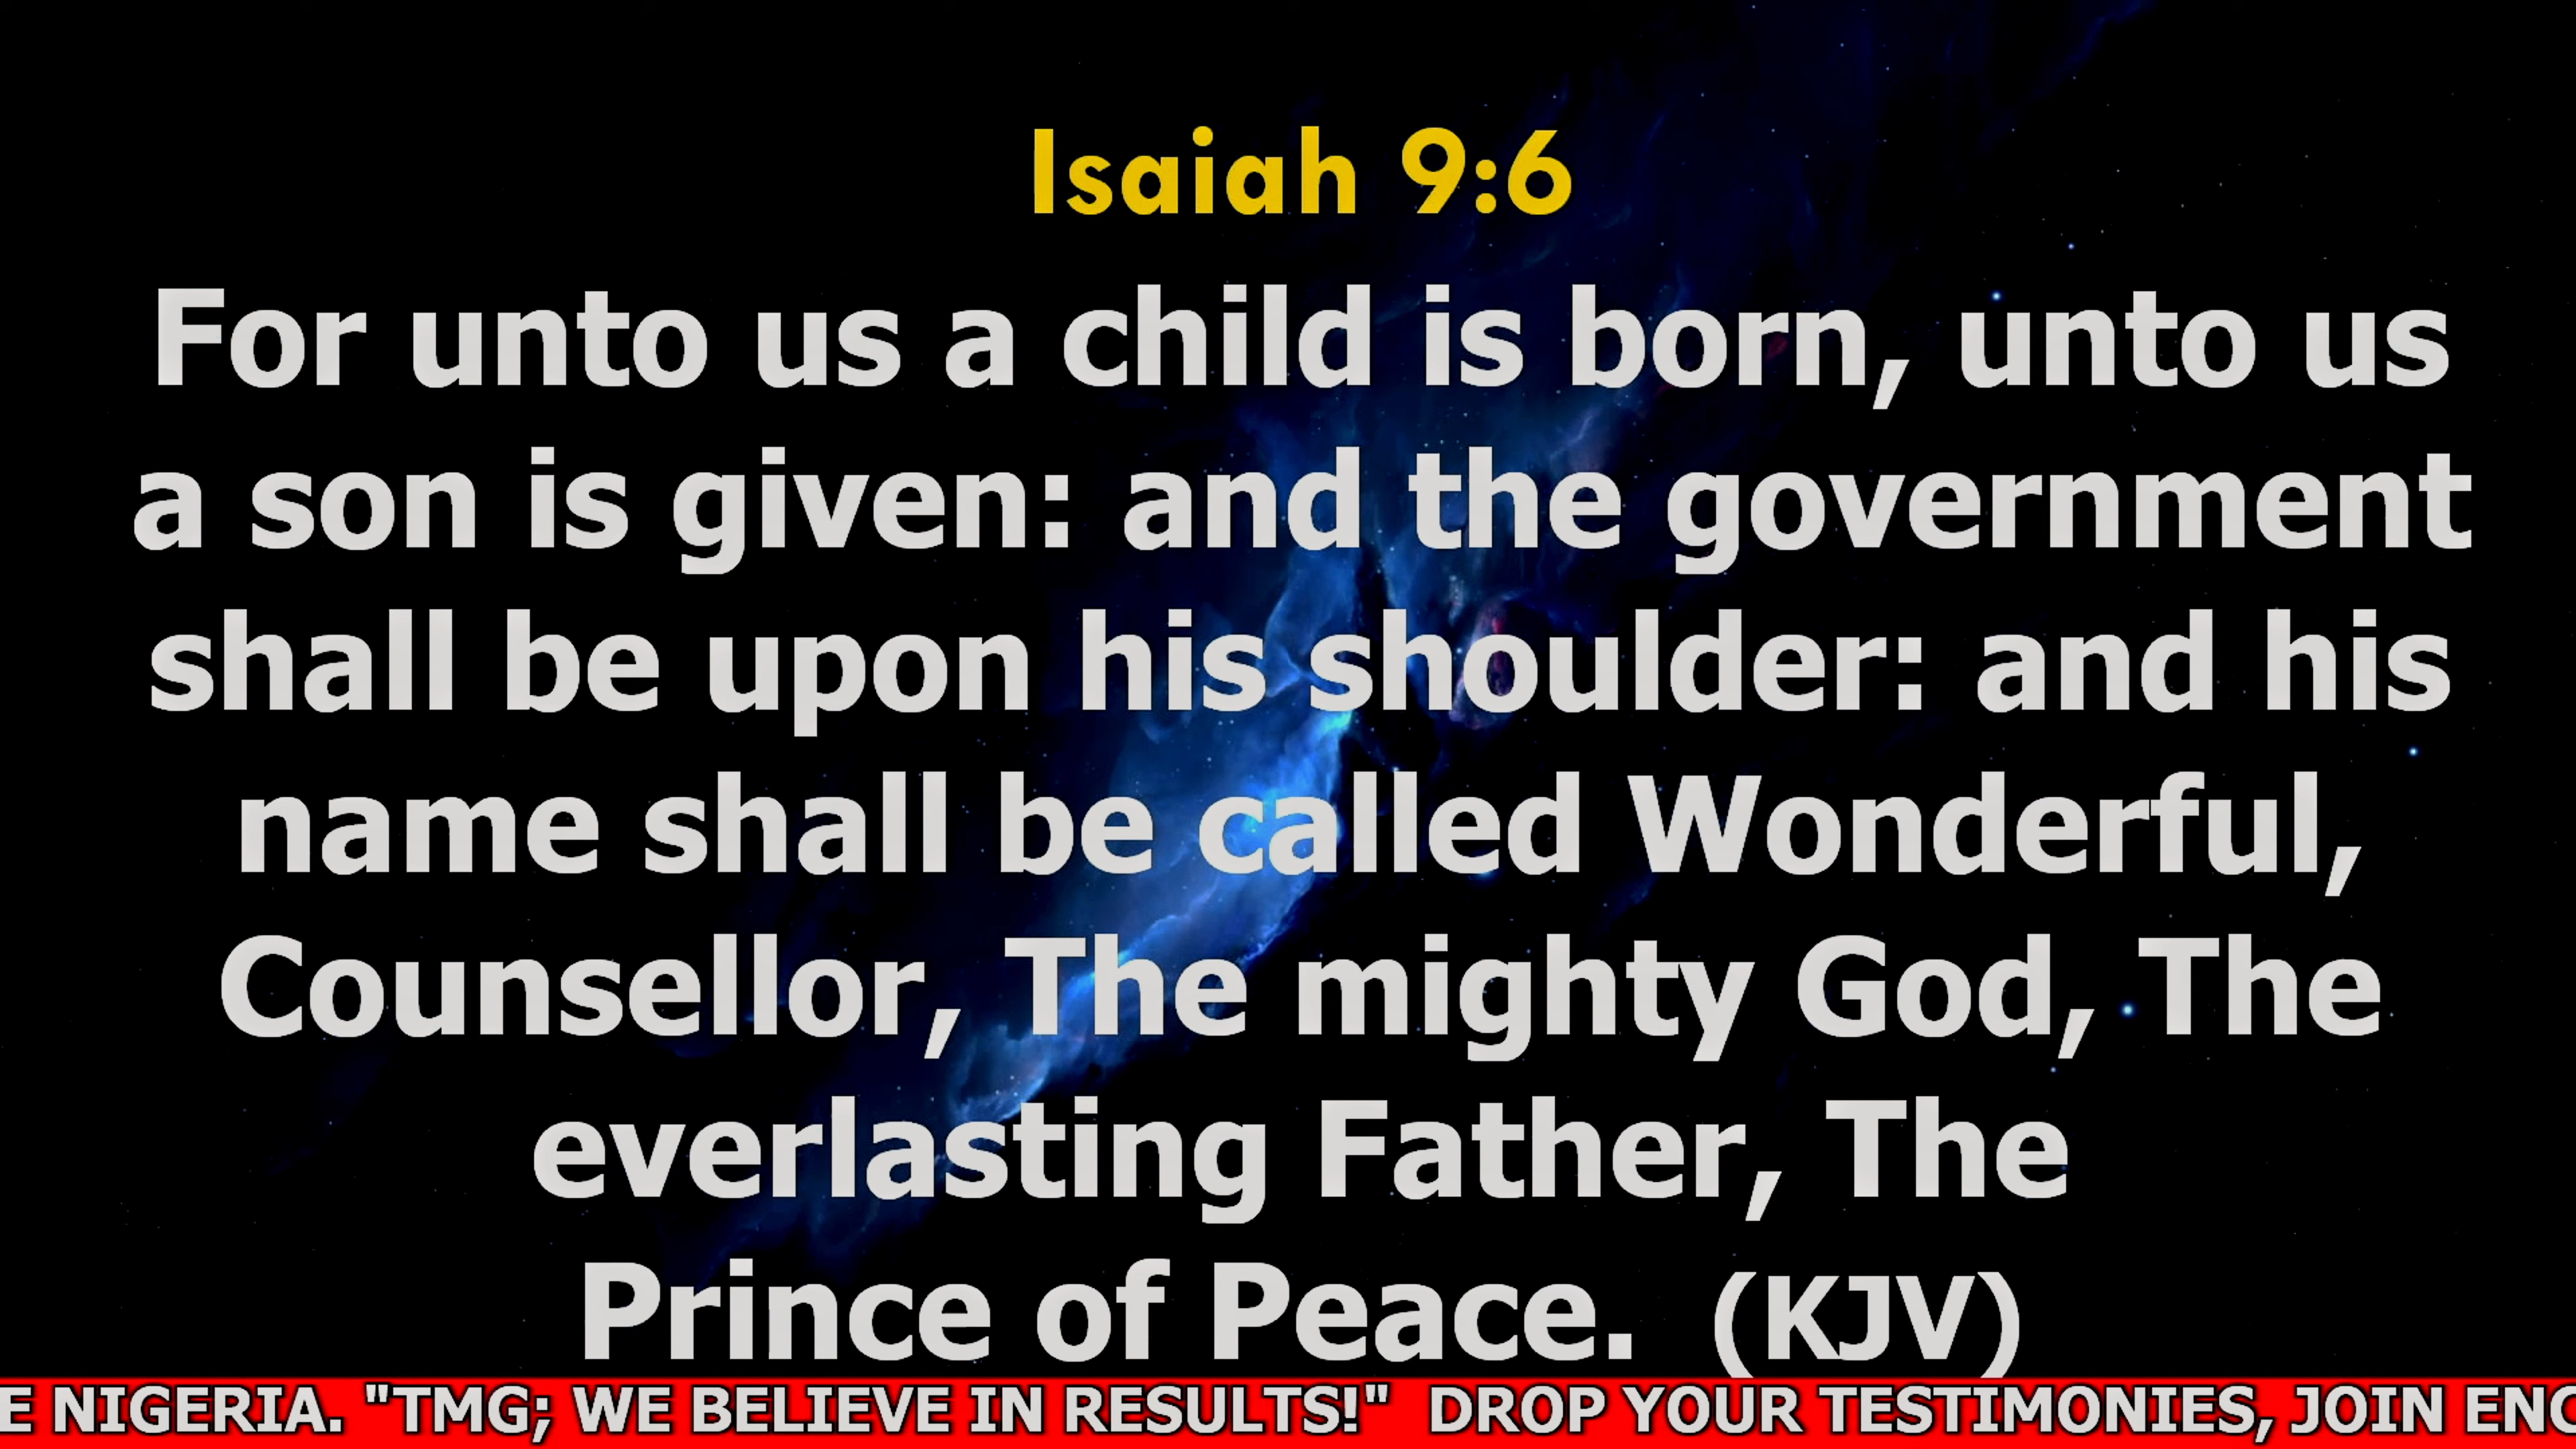 Isaiah 9:6
For unto us a child is born, unto us
a son is given: and the government
shall be upon his shoulder: and his
name shall be called Wonderful,
Counsellor, The mighty God, The
everlasting Father, The
Prince of Peace. (KJV)
E NIGERIA. "TMG; WE BELIEVE IN RESULTS!" DROP YOUR TESTIMONIES, JOIN ENC